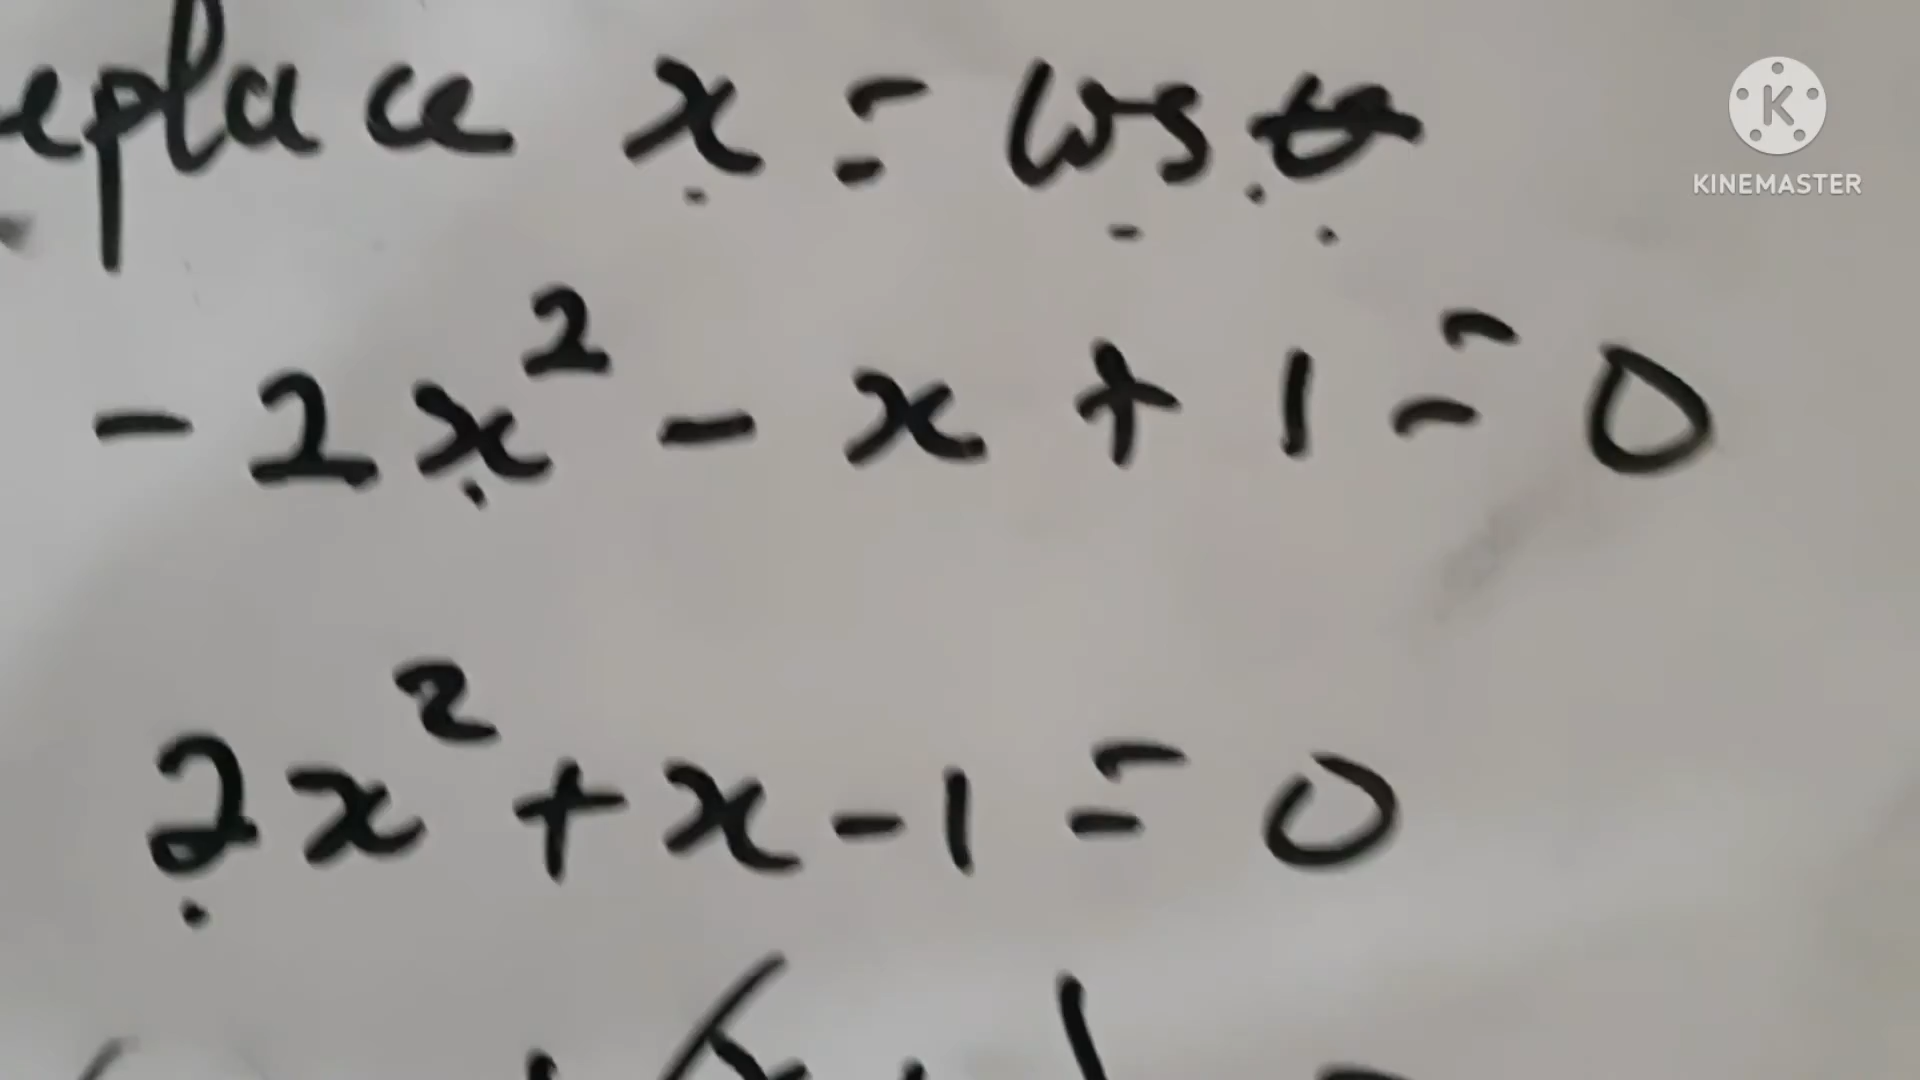 eplace x = cos θ
K
KINEMASTER
-2x² - x + 1 = 0
2x² + x - 1 = 0